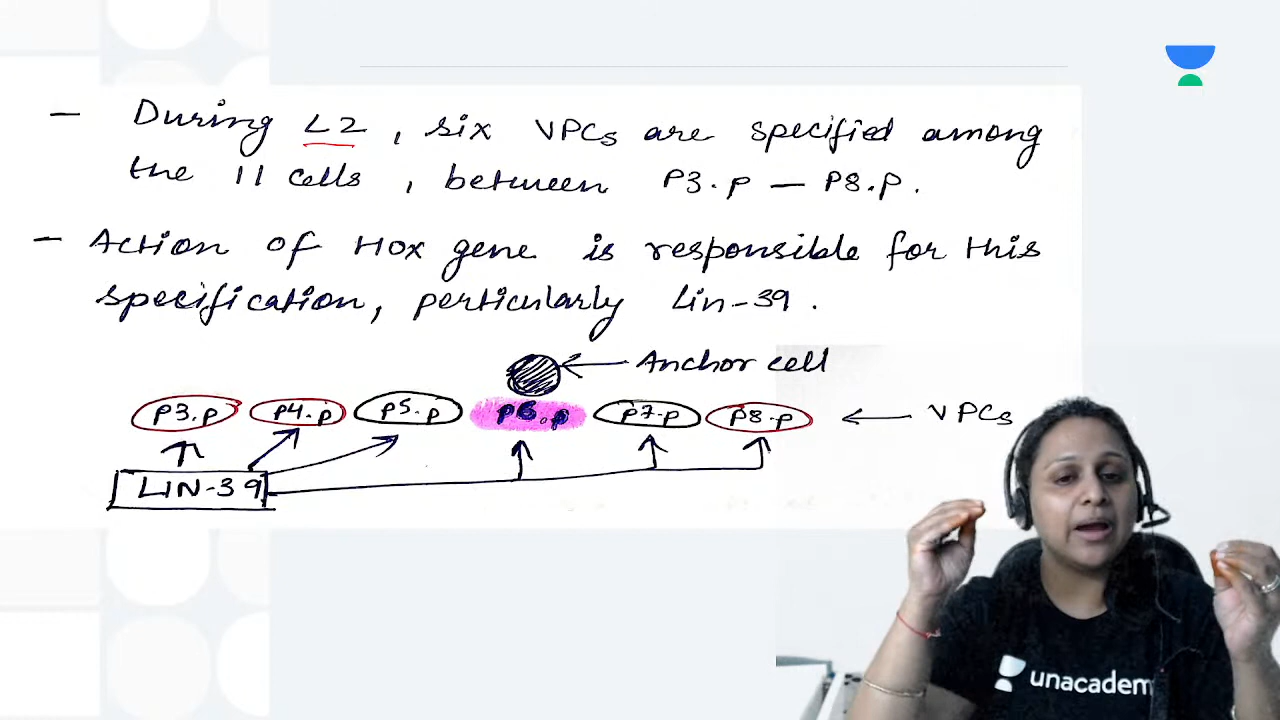 - During L2, six VPCs are specified among
the 11 cells, between P3.p - P8.p.
- Action of Hox gene is responsible for this
specification, perticularly Lin-39.
Anchor cell
P3.p P4.p P5.p P6.p P7.p P8.p ← VPCs
LIN-39
unacadem